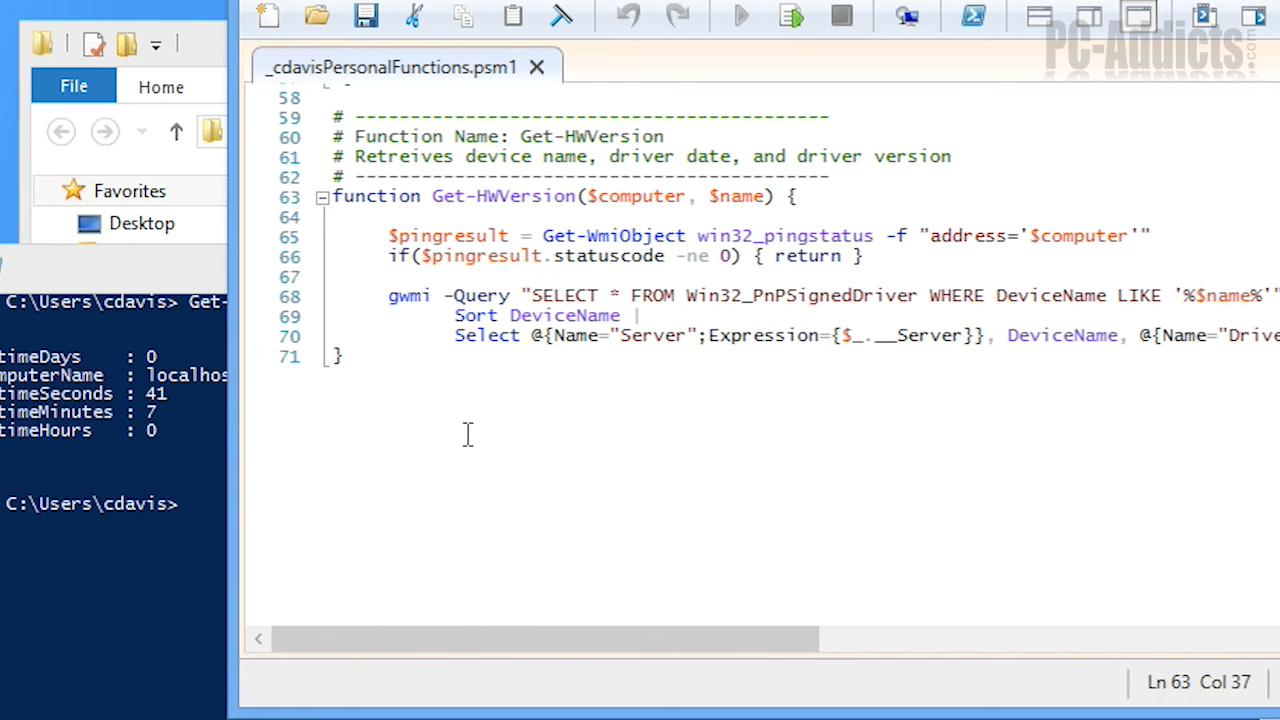 PC-Addicts.com
File
Home
Favorites
Desktop
C:\Users\cdavis> Get-
timeDays : 0
mputerName : localhos
timeSeconds : 41
timeMinutes : 7
timeHours : 0
C:\Users\cdavis>
_cdavisPersonalFunctions.psm1
58
59 # -------------------------------------------
60 # Function Name: Get-HWVersion
61 # Retreives device name, driver date, and driver version
62 # -------------------------------------------
63 function Get-HWVersion($computer, $name) {
64
65 $pingresult = Get-WmiObject win32_pingstatus -f "address='$computer'"
66 if($pingresult.statuscode -ne 0) { return }
67
68 gwmi -Query "SELECT * FROM Win32_PnPSignedDriver WHERE DeviceName LIKE '%$name%'"
69 Sort DeviceName |
70 Select @{Name="Server";Expression={$_.__Server}}, DeviceName, @{Name="Drive
71 }
Ln 63 Col 37